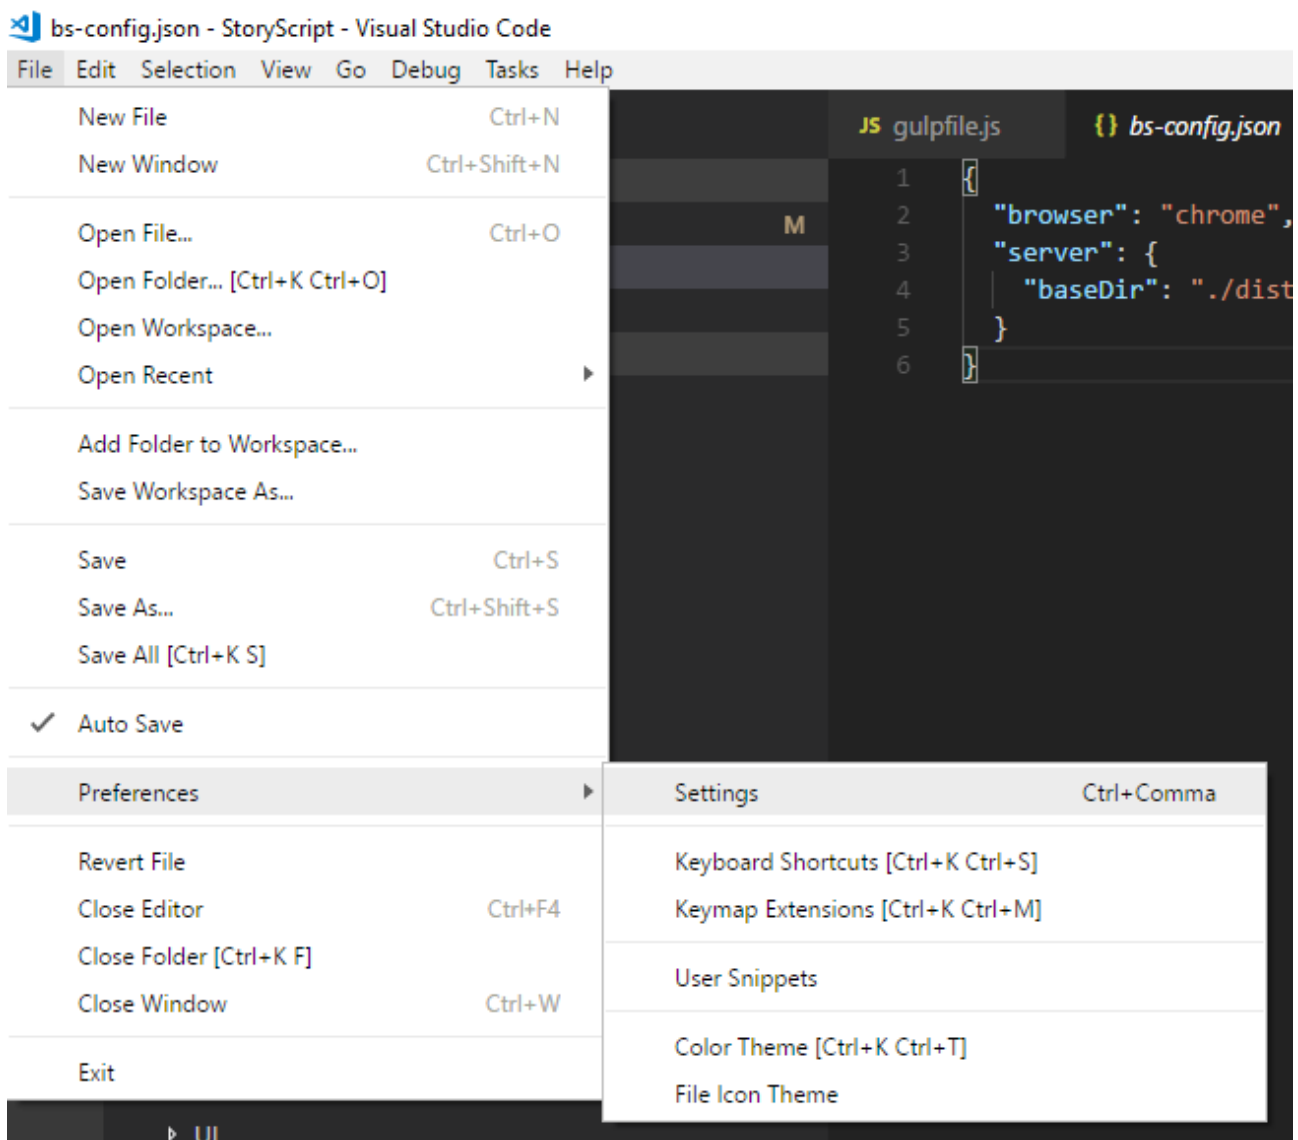 bs-config.json - StoryScript - Visual Studio Code
File Edit Selection View Go Debug Tasks Help
New File Ctrl+N
New Window Ctrl+Shift+N
Open File... Ctrl+O
Open Folder... [Ctrl+K Ctrl+O]
Open Workspace...
Open Recent
Add Folder to Workspace...
Save Workspace As...
Save Ctrl+S
Save As... Ctrl+Shift+S
Save All [Ctrl+K S]
Auto Save
Preferences
Revert File
Close Editor Ctrl+F4
Close Folder [Ctrl+K F]
Close Window Ctrl+W
Exit
Settings Ctrl+Comma
Keyboard Shortcuts [Ctrl+K Ctrl+S]
Keymap Extensions [Ctrl+K Ctrl+M]
User Snippets
Color Theme [Ctrl+K Ctrl+T]
File Icon Theme
M
JS gulpfile.js {} bs-config.json
1 {
2 "browser": "chrome",
3 "server": {
4 "baseDir": "./dist
5 }
6 }
UI